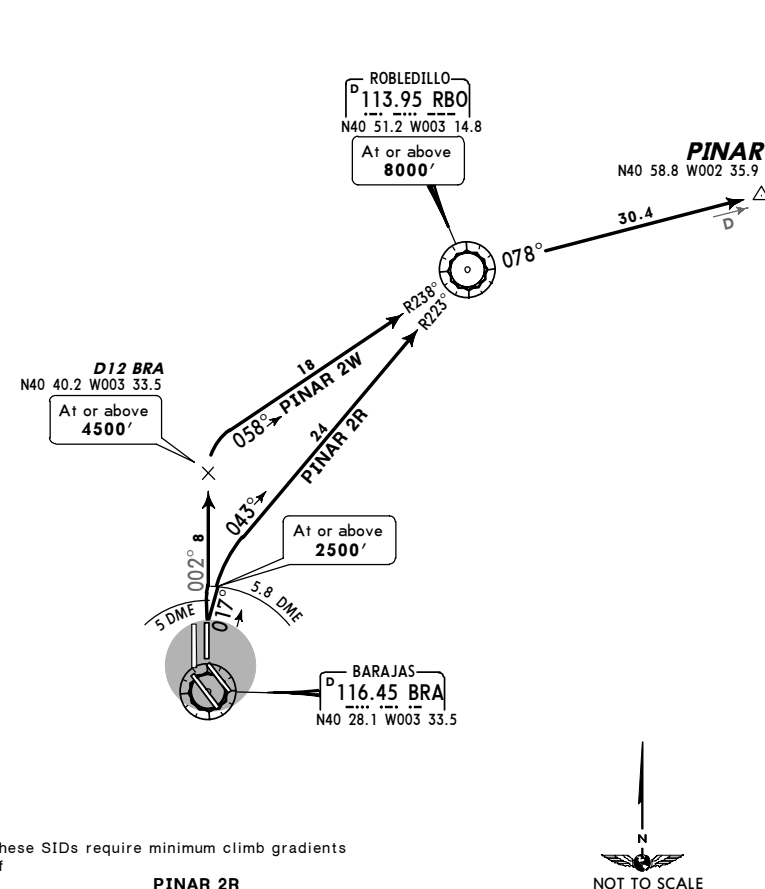 ROBLEDILLO
D 113.95 RBO
N40 51.2 W003 14.8
At or above
8000′
PINAR
N40 58.8 W002 35.9
30.4
D
078°
R238°
R223°
18
PINAR 2W
058°
D12 BRA
N40 40.2 W003 33.5
At or above
4500′
24
PINAR 2R
043°
At or above
2500′
8
002°
017°
5 DME
5.8 DME
BARAJAS
D 116.45 BRA
N40 28.1 W003 33.5
N
NOT TO SCALE
hese SIDs require minimum climb gradients
f
PINAR 2R